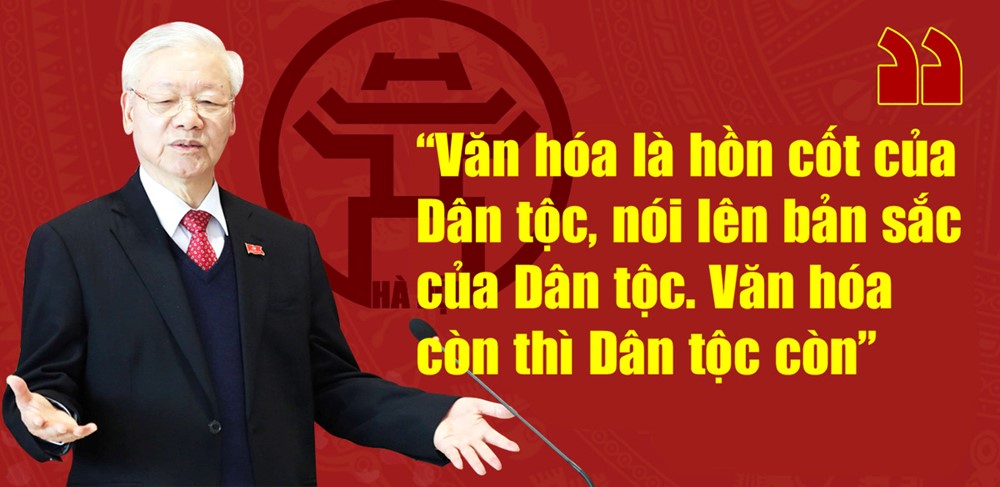 “Văn hóa là hồn cốt của
Dân tộc, nói lên bản sắc
của Dân tộc. Văn hóa
còn thì Dân tộc còn”
HÀ